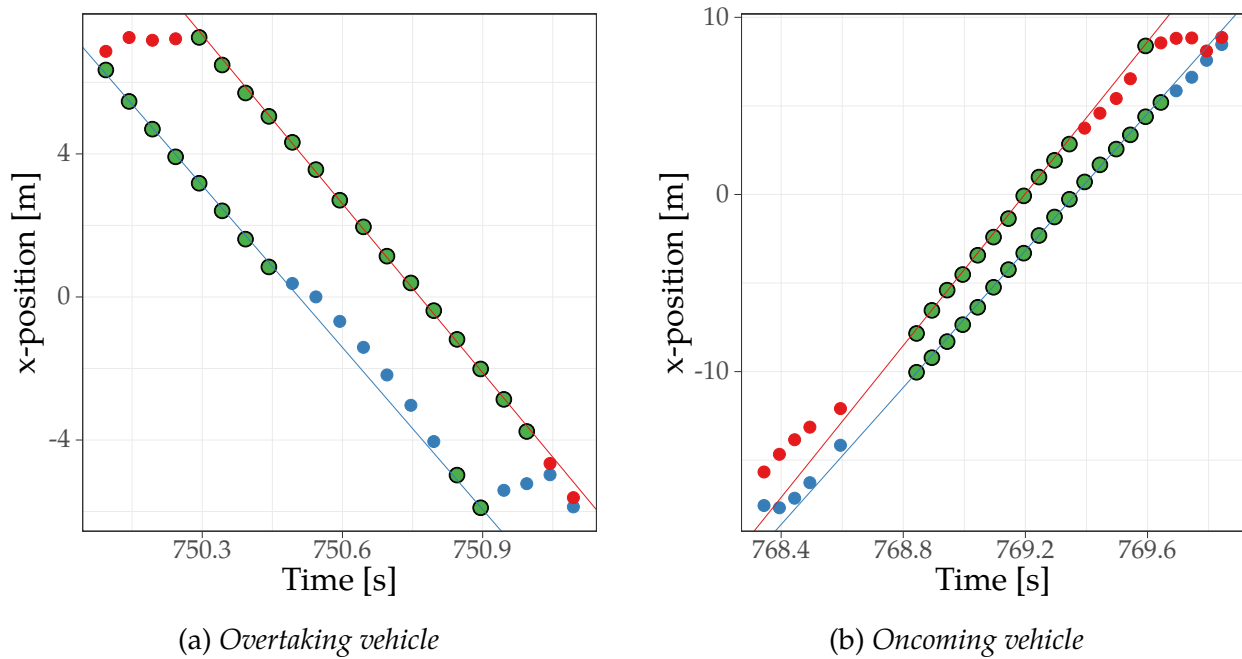 x-position [m]
4
0
-4
750.3 750.6 750.9
Time [s]
(a) Overtaking vehicle
x-position [m]
10
0
-10
768.4 768.8 769.2 769.6
Time [s]
(b) Oncoming vehicle